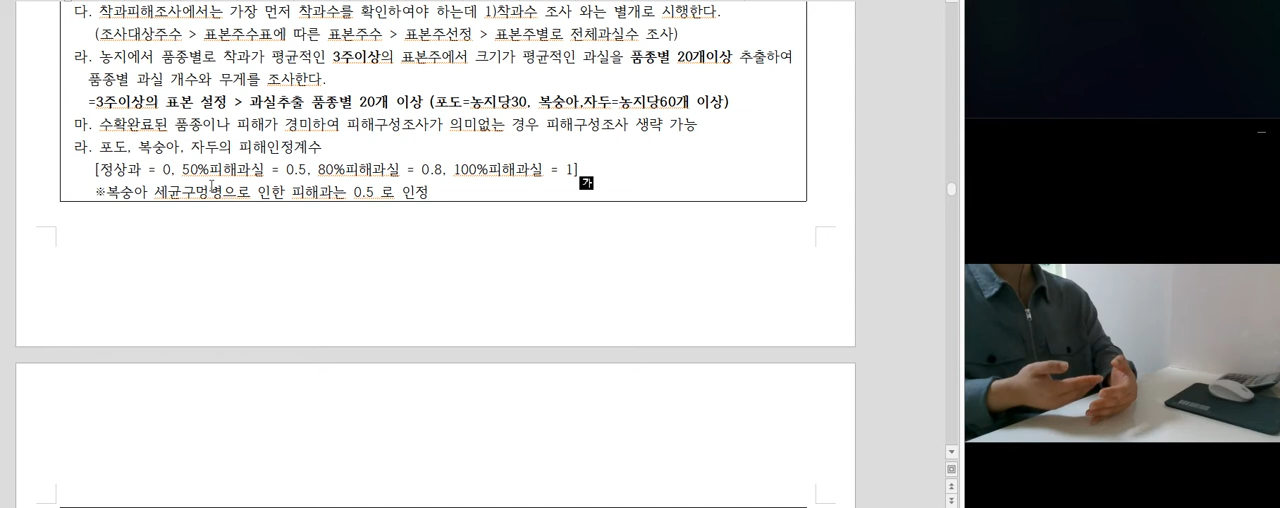 다. 착과피해조사에서는 가장 먼저 착과수를 확인하여야 하는데 1)착과수 조사 와는 별개로 시행한다.
(조사대상주수 > 표본주수표에 따른 표본주수 > 표본주선정 > 표본주별로 전체과실수 조사)
라. 농지에서 품종별로 착과가 평균적인 3주이상의 표본주에서 크기가 평균적인 과실을 품종별 20개이상 추출하여
품종별 과실 개수와 무게를 조사한다.
=3주이상의 표본 설정 > 과실추출 품종별 20개 이상 (포도=농지당30, 복숭아,자두=농지당60개 이상)
마. 수확완료된 품종이나 피해가 경미하여 피해구성조사가 의미없는 경우 피해구성조사 생략 가능
라. 포도, 복숭아, 자두의 피해인정계수
[정상과 = 0, 50%피해과실 = 0.5, 80%피해과실 = 0.8, 100%피해과실 = 1]
가
※복숭아 세균구멍병으로 인한 피해과는 0.5 로 인정